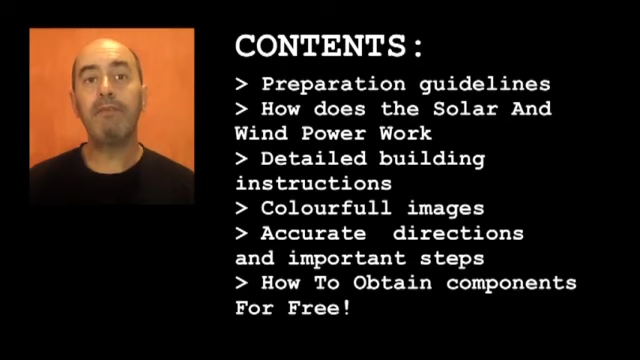 CONTENTS:
> Preparation guidelines
> How does the Solar And
Wind Power Work
> Detailed building
instructions
> Colourfull images
> Accurate  directions
and important steps
> How To Obtain components
For Free!